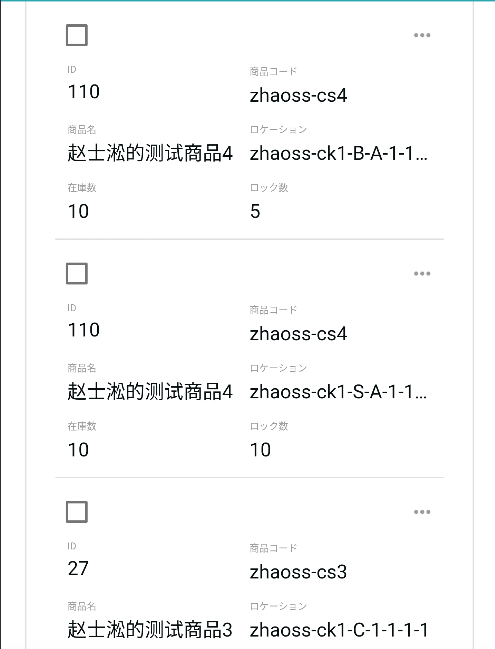 ID 商品コード
110 zhaoss-cs4
商品名 ロケーション
赵士淞的测试商品4 zhaoss-ck1-B-A-1-1...
在庫数 ロック数
10 5
ID 商品コード
110 zhaoss-cs4
商品名 ロケーション
赵士淞的测试商品4 zhaoss-ck1-S-A-1-1...
在庫数 ロック数
10 10
ID 商品コード
27 zhaoss-cs3
商品名 ロケーション
赵士淞的测试商品3 zhaoss-ck1-C-1-1-1-1